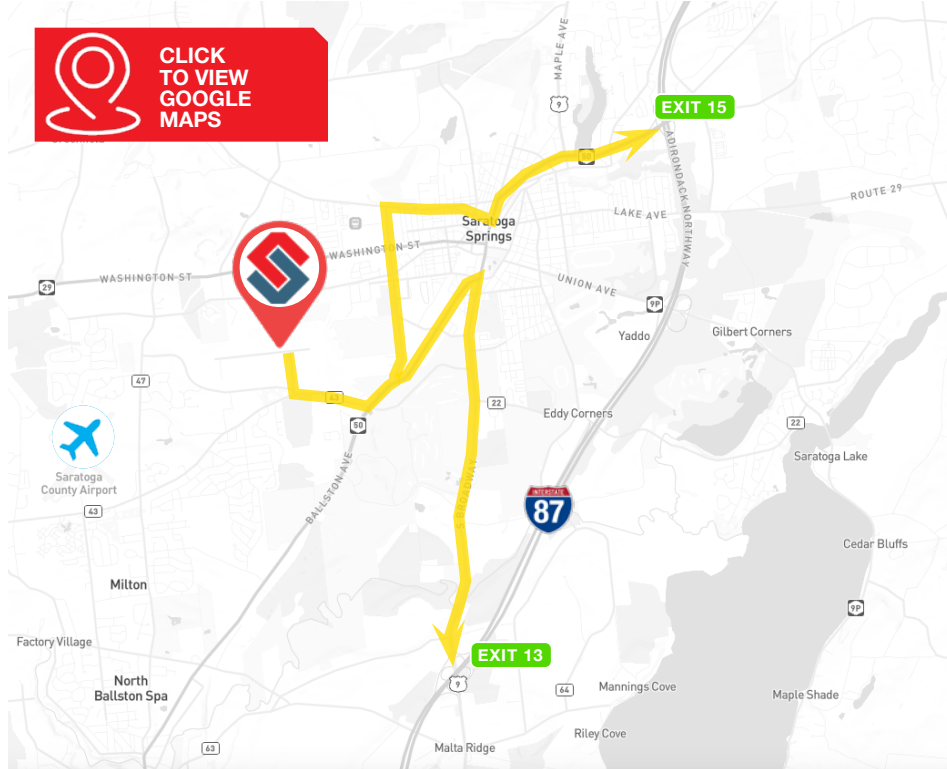 CLICK
TO VIEW
GOOGLE
MAPS
MAPLE AVE
9
EXIT 15
50
ADIRONDACK NORTHWAY
ROUTE 29
LAKE AVE
Saratoga
Springs
WASHINGTON ST
WASHINGTON ST
29
UNION AVE
9P
Yaddo
Gilbert Corners
47
43
22
50
Eddy Corners
22
Saratoga Lake
Saratoga
County Airport
43
BALLSTON AVE
S BROADWAY
INTERSTATE
87
Cedar Bluffs
Milton
9P
Factory Village
EXIT 13
North
Ballston Spa
9
64
Mannings Cove
Maple Shade
Riley Cove
63
Malta Ridge